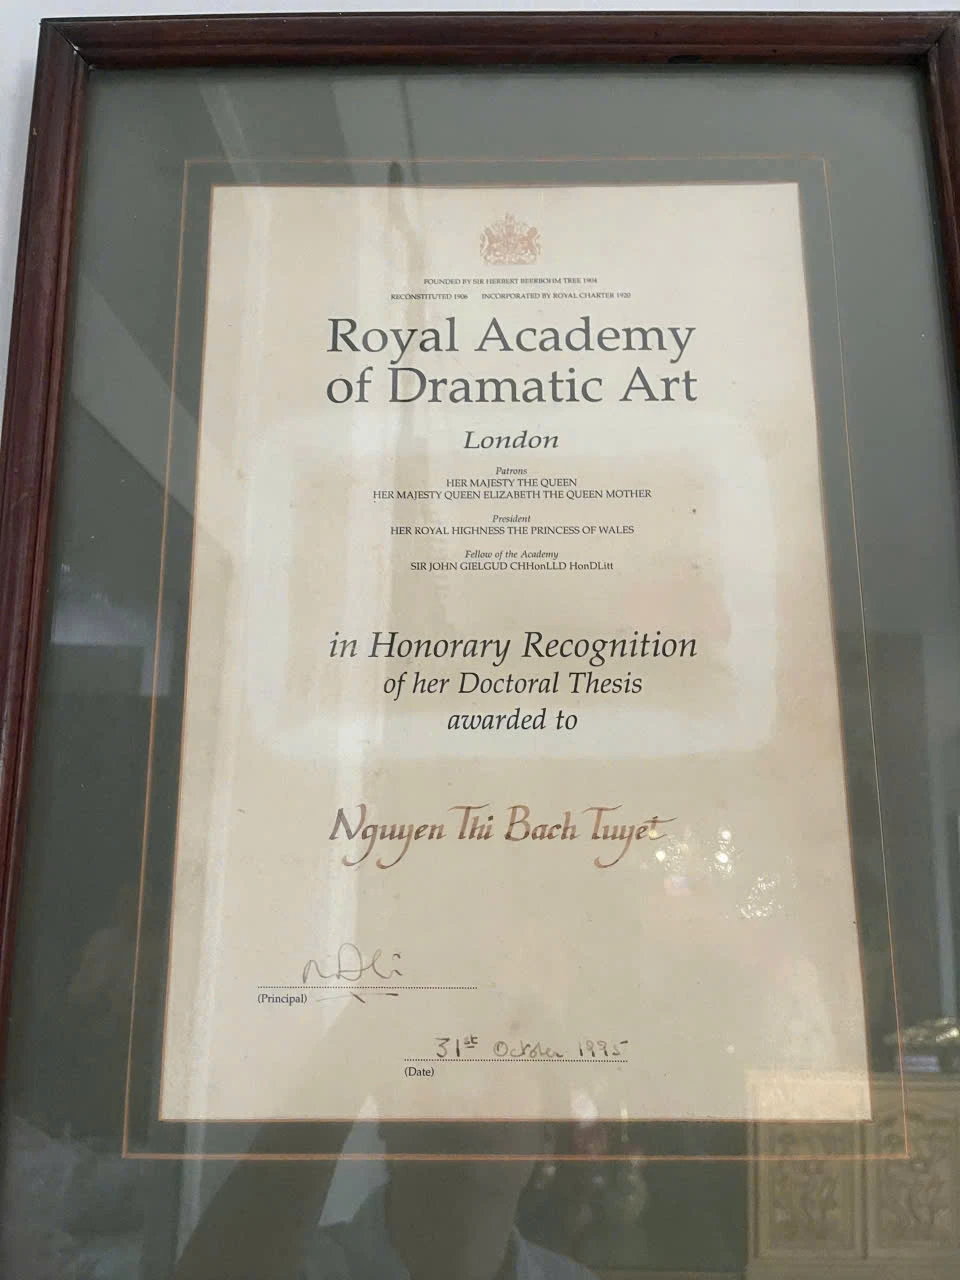 FOUNDED BY SIR HERBERT BEERBOHM TREE 1904
RECONSTITUTED 1906 INCORPORATED BY ROYAL CHARTER 1920
Royal Academy
of Dramatic Art
London
Patrons
HER MAJESTY THE QUEEN
HER MAJESTY QUEEN ELIZABETH THE QUEEN MOTHER
President
HER ROYAL HIGHNESS THE PRINCESS OF WALES
Fellow of the Academy
SIR JOHN GIELGUD CHHonLLD HonDLitt
in Honorary Recognition
of her Doctoral Thesis
awarded to
Nguyen Thi Bach Tuyet
(Principal)
31st October 1995
(Date)